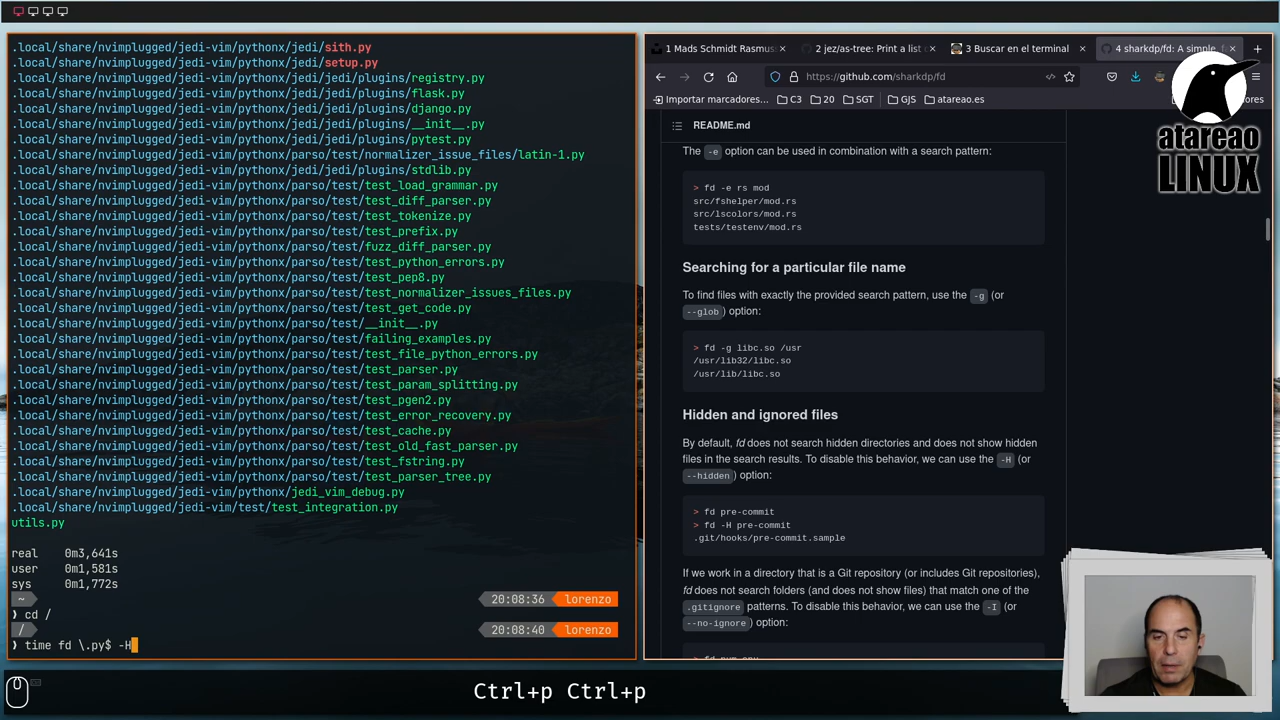 .local/share/nvimplugged/jedi-vim/pythonx/jedi/sith.py
.local/share/nvimplugged/jedi-vim/pythonx/jedi/setup.py
.local/share/nvimplugged/jedi-vim/pythonx/jedi/jedi/plugins/registry.py
.local/share/nvimplugged/jedi-vim/pythonx/jedi/jedi/plugins/flask.py
.local/share/nvimplugged/jedi-vim/pythonx/jedi/jedi/plugins/django.py
.local/share/nvimplugged/jedi-vim/pythonx/jedi/jedi/plugins/__init__.py
.local/share/nvimplugged/jedi-vim/pythonx/jedi/jedi/plugins/pytest.py
.local/share/nvimplugged/jedi-vim/pythonx/parso/test/normalizer_issue_files/latin-1.py
.local/share/nvimplugged/jedi-vim/pythonx/jedi/jedi/plugins/stdlib.py
.local/share/nvimplugged/jedi-vim/pythonx/parso/test/test_load_grammar.py
.local/share/nvimplugged/jedi-vim/pythonx/parso/test/test_diff_parser.py
.local/share/nvimplugged/jedi-vim/pythonx/parso/test/test_tokenize.py
.local/share/nvimplugged/jedi-vim/pythonx/parso/test/test_prefix.py
.local/share/nvimplugged/jedi-vim/pythonx/parso/test/fuzz_diff_parser.py
.local/share/nvimplugged/jedi-vim/pythonx/parso/test/test_python_errors.py
.local/share/nvimplugged/jedi-vim/pythonx/parso/test/test_pep8.py
.local/share/nvimplugged/jedi-vim/pythonx/parso/test/test_normalizer_issues_files.py
.local/share/nvimplugged/jedi-vim/pythonx/parso/test/test_get_code.py
.local/share/nvimplugged/jedi-vim/pythonx/parso/test/__init__.py
.local/share/nvimplugged/jedi-vim/pythonx/parso/test/failing_examples.py
.local/share/nvimplugged/jedi-vim/pythonx/parso/test/test_file_python_errors.py
.local/share/nvimplugged/jedi-vim/pythonx/parso/test/test_parser.py
.local/share/nvimplugged/jedi-vim/pythonx/parso/test/test_param_splitting.py
.local/share/nvimplugged/jedi-vim/pythonx/parso/test/test_pgen2.py
.local/share/nvimplugged/jedi-vim/pythonx/parso/test/test_error_recovery.py
.local/share/nvimplugged/jedi-vim/pythonx/parso/test/test_cache.py
.local/share/nvimplugged/jedi-vim/pythonx/parso/test/test_old_fast_parser.py
.local/share/nvimplugged/jedi-vim/pythonx/parso/test/test_fstring.py
.local/share/nvimplugged/jedi-vim/pythonx/parso/test/test_parser_tree.py
.local/share/nvimplugged/jedi-vim/pythonx/jedi_vim_debug.py
.local/share/nvimplugged/jedi-vim/test/test_integration.py
utils.py
real 0m3,641s
user 0m1,581s
sys 0m1,772s
~ 20:08:36 lorenzo
❯ cd /
/ 20:08:40 lorenzo
❯ time fd \.py$ -H
1 Mads Schmidt Rasmus
2 jez/as-tree: Print a list
3 Buscar en el terminal
4 sharkdp/fd: A simple, f
https://github.com/sharkdp/fd
Importar marcadores... C3 20 SGT GJS atareao.es
README.md
The -e option can be used in combination with a search pattern:
> fd -e rs mod
src/fshelper/mod.rs
src/lscolors/mod.rs
tests/testenv/mod.rs
Searching for a particular file name
To find files with exactly the provided search pattern, use the -g (or
--glob) option:
> fd -g libc.so /usr
/usr/lib32/libc.so
/usr/lib/libc.so
Hidden and ignored files
By default, fd does not search hidden directories and does not show hidden
files in the search results. To disable this behavior, we can use the -H (or
--hidden) option:
> fd pre-commit
> fd -H pre-commit
.git/hooks/pre-commit.sample
If we work in a directory that is a Git repository (or includes Git repositories),
fd does not search folders (and does not show files) that match one of the
.gitignore patterns. To disable this behavior, we can use the -I (or
--no-ignore) option:
atareao
LINUX
Ctrl+p Ctrl+p